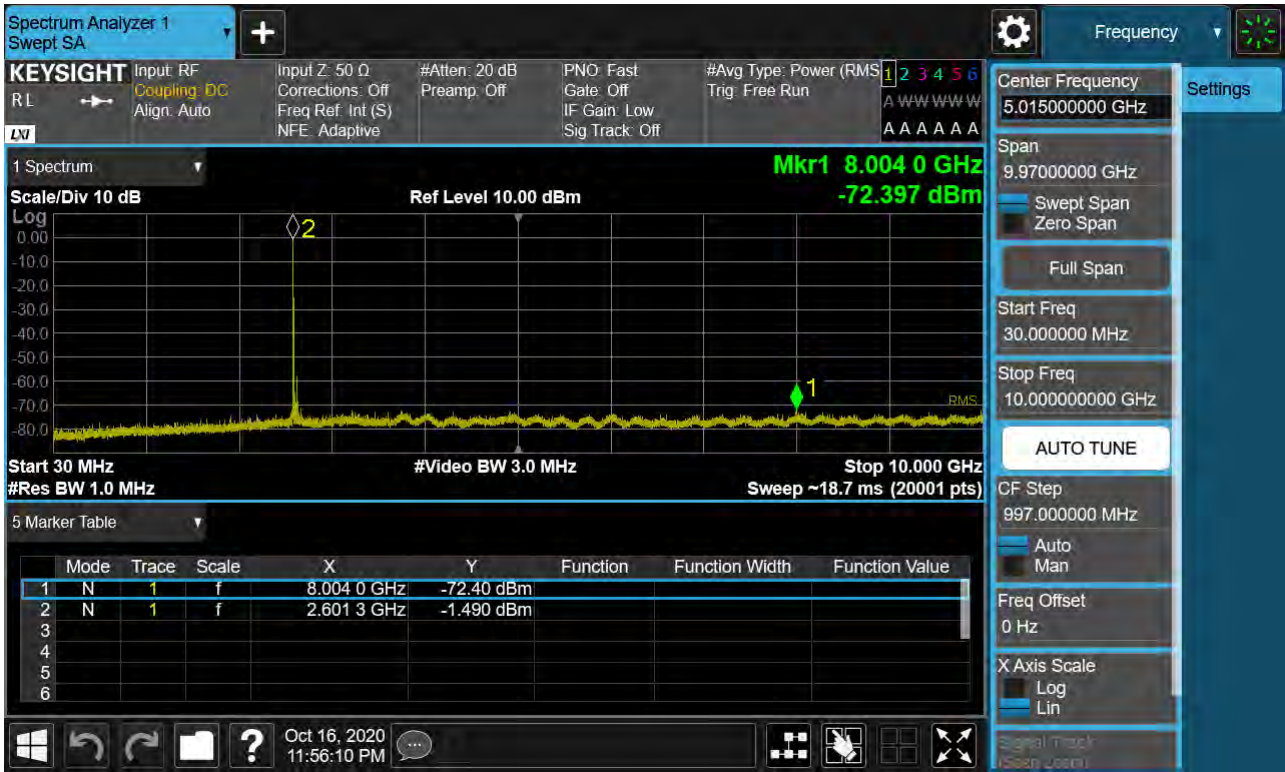 Spectrum Analyzer 1
Swept SA
Frequency
KEYSIGHT
RL
LXI
Input: RF
Coupling: DC
Align: Auto
Input Z: 50 Ω
Corrections: Off
Freq Ref: Int (S)
NFE: Adaptive
#Atten: 20 dB
Preamp: Off
PNO: Fast
Gate: Off
IF Gain: Low
Sig Track: Off
#Avg Type: Power (RMS
Trig: Free Run
1 2 3 4 5 6
A W W W W W
A A A A A A
1 Spectrum
Mkr1 8.004 0 GHz
-72.397 dBm
Scale/Div 10 dB
Ref Level 10.00 dBm
Log
0.00
-10.0
-20.0
-30.0
-40.0
-50.0
-60.0
-70.0
-80.0
2
1
RMS
Start 30 MHz
#Video BW 3.0 MHz
Stop 10.000 GHz
#Res BW 1.0 MHz
Sweep ~18.7 ms (20001 pts)
5 Marker Table
Mode Trace Scale X Y Function Function Width Function Value
1 N 1 f 8.004 0 GHz -72.40 dBm
2 N 1 f 2.601 3 GHz -1.490 dBm
3
4
5
6
Oct 16, 2020
11:56:10 PM
Center Frequency
5.015000000 GHz
Settings
Span
9.97000000 GHz
Swept Span
Zero Span
Full Span
Start Freq
30.000000 MHz
Stop Freq
10.000000000 GHz
AUTO TUNE
CF Step
997.000000 MHz
Auto
Man
Freq Offset
0 Hz
X Axis Scale
Log
Lin
Signal Track
(Span Zoom)